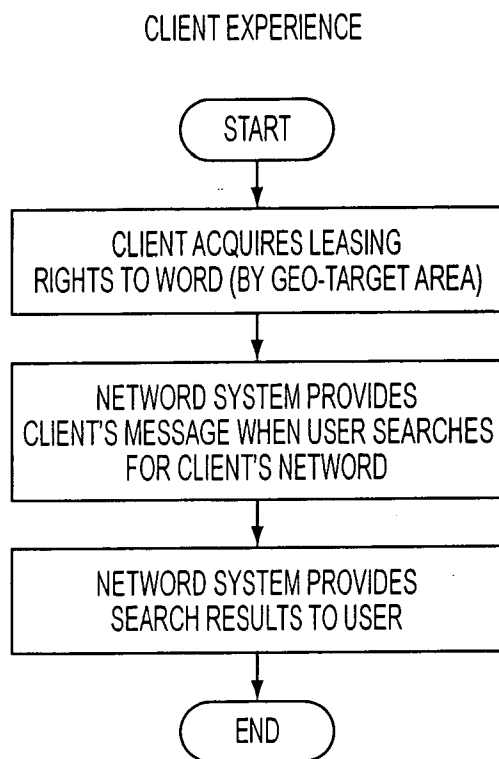 CLIENT EXPERIENCE
START
CLIENT ACQUIRES LEASING
RIGHTS TO WORD (BY GEO-TARGET AREA)
NETWORD SYSTEM PROVIDES
CLIENT'S MESSAGE WHEN USER SEARCHES
FOR CLIENT'S NETWORD
NETWORD SYSTEM PROVIDES
SEARCH RESULTS TO USER
END